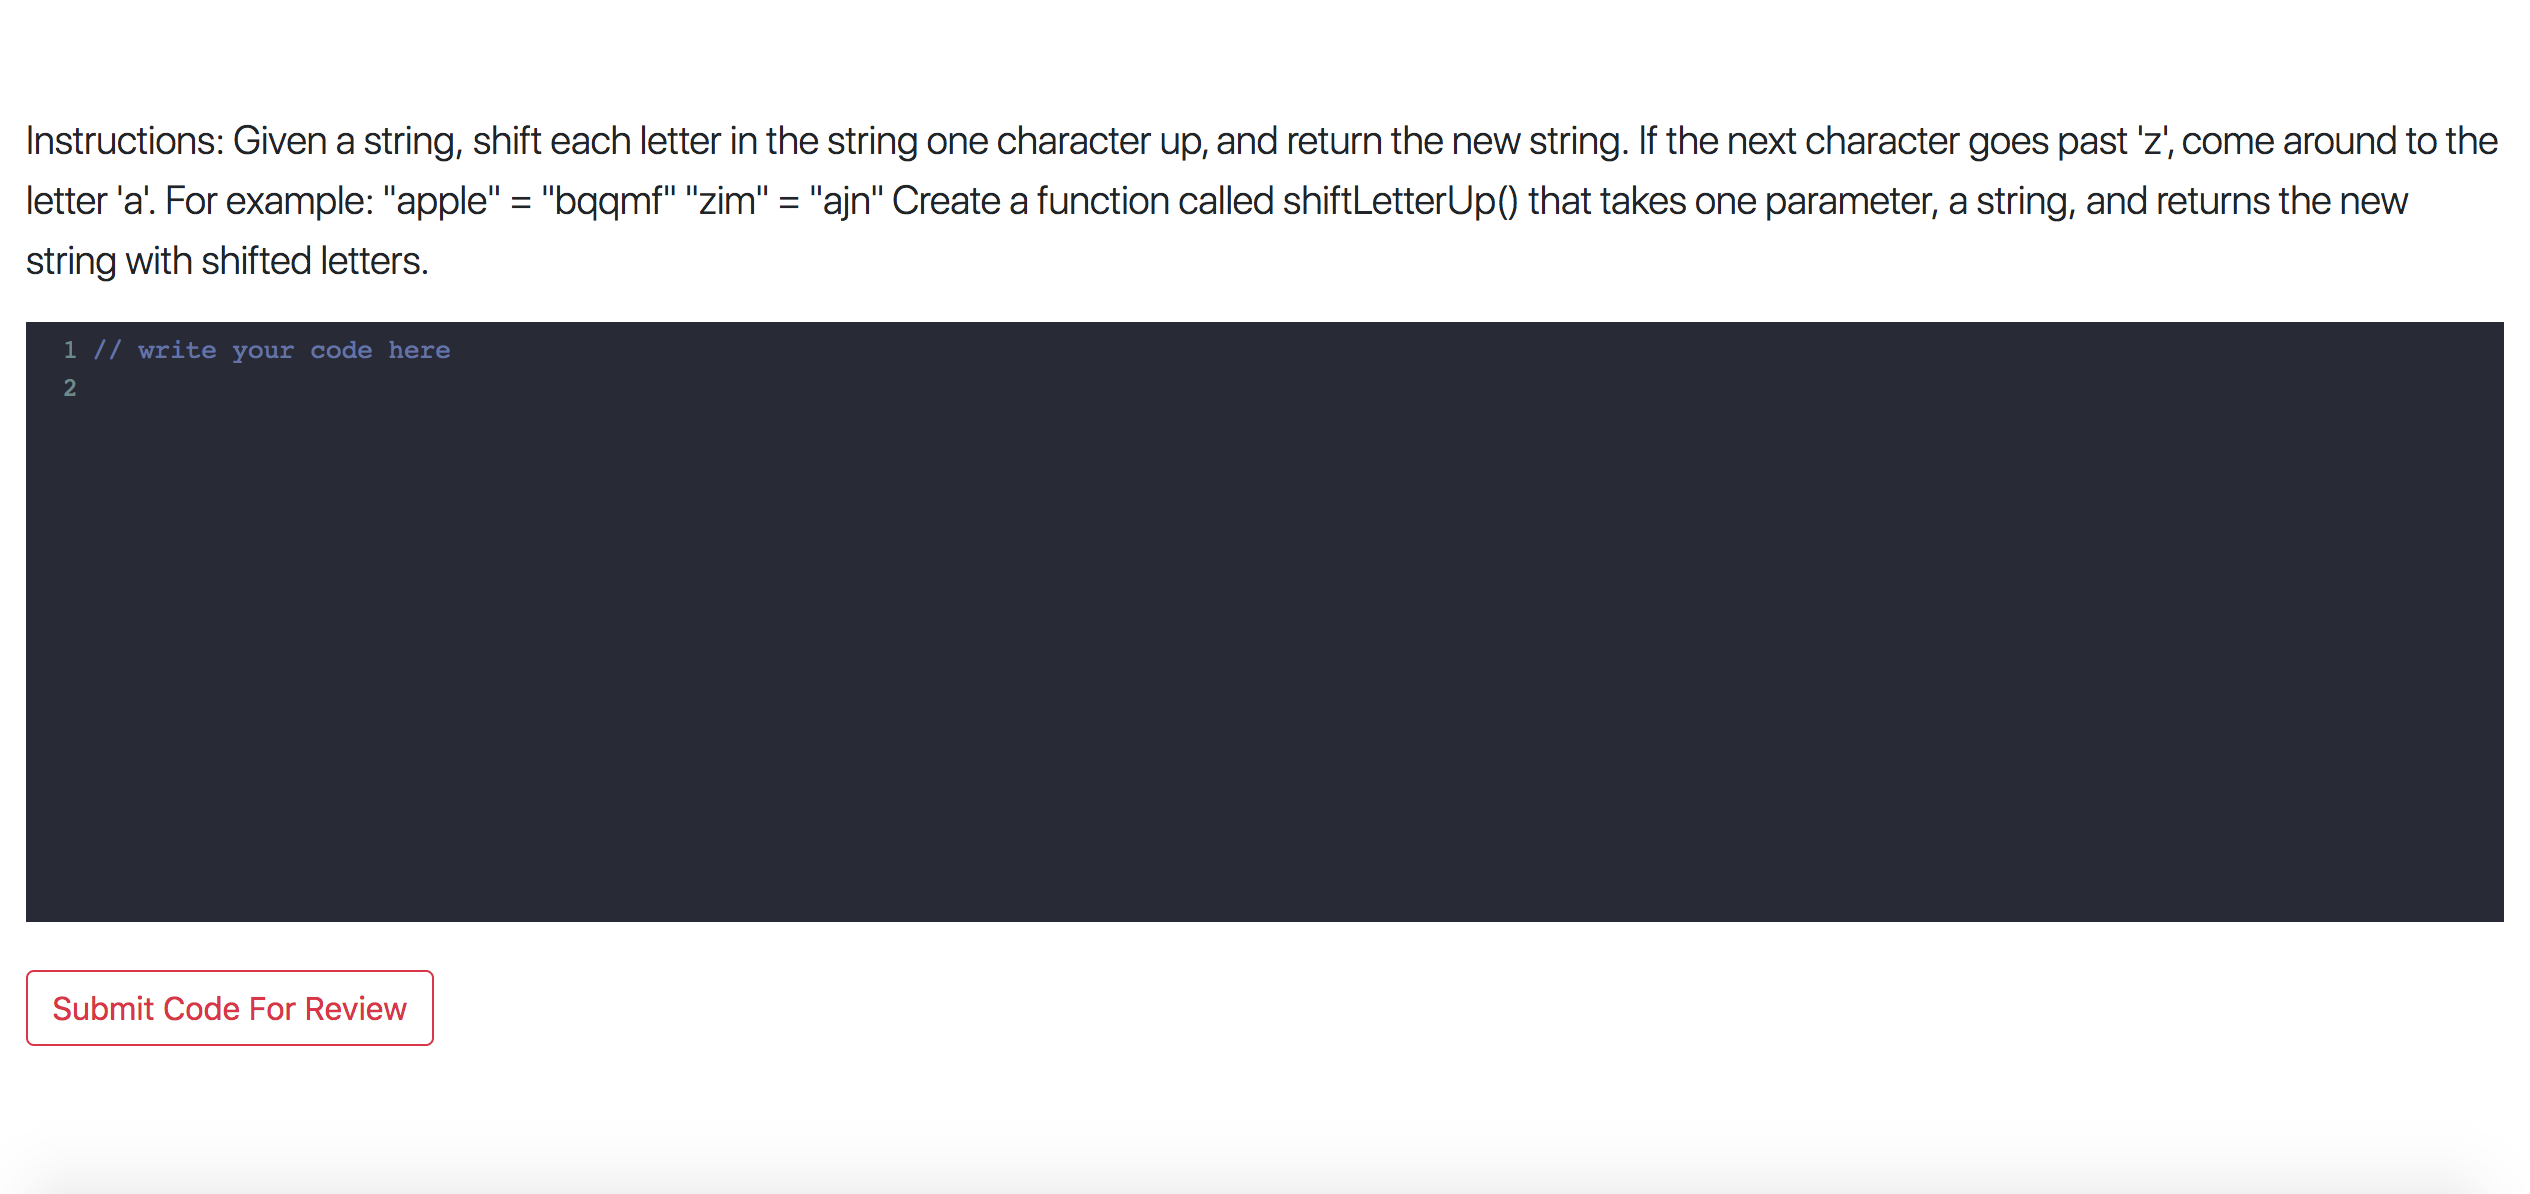 Instructions: Given a string, shift each letter in the string one character up, and return the new string. If the next character goes past 'z', come around to the
letter 'a'. For example: "apple" = "bqqmf" "zim" = "ajn" Create a function called shiftLetterUp() that takes one parameter, a string, and returns the new
string with shifted letters.
1 // write your code here
2
Submit Code For Review